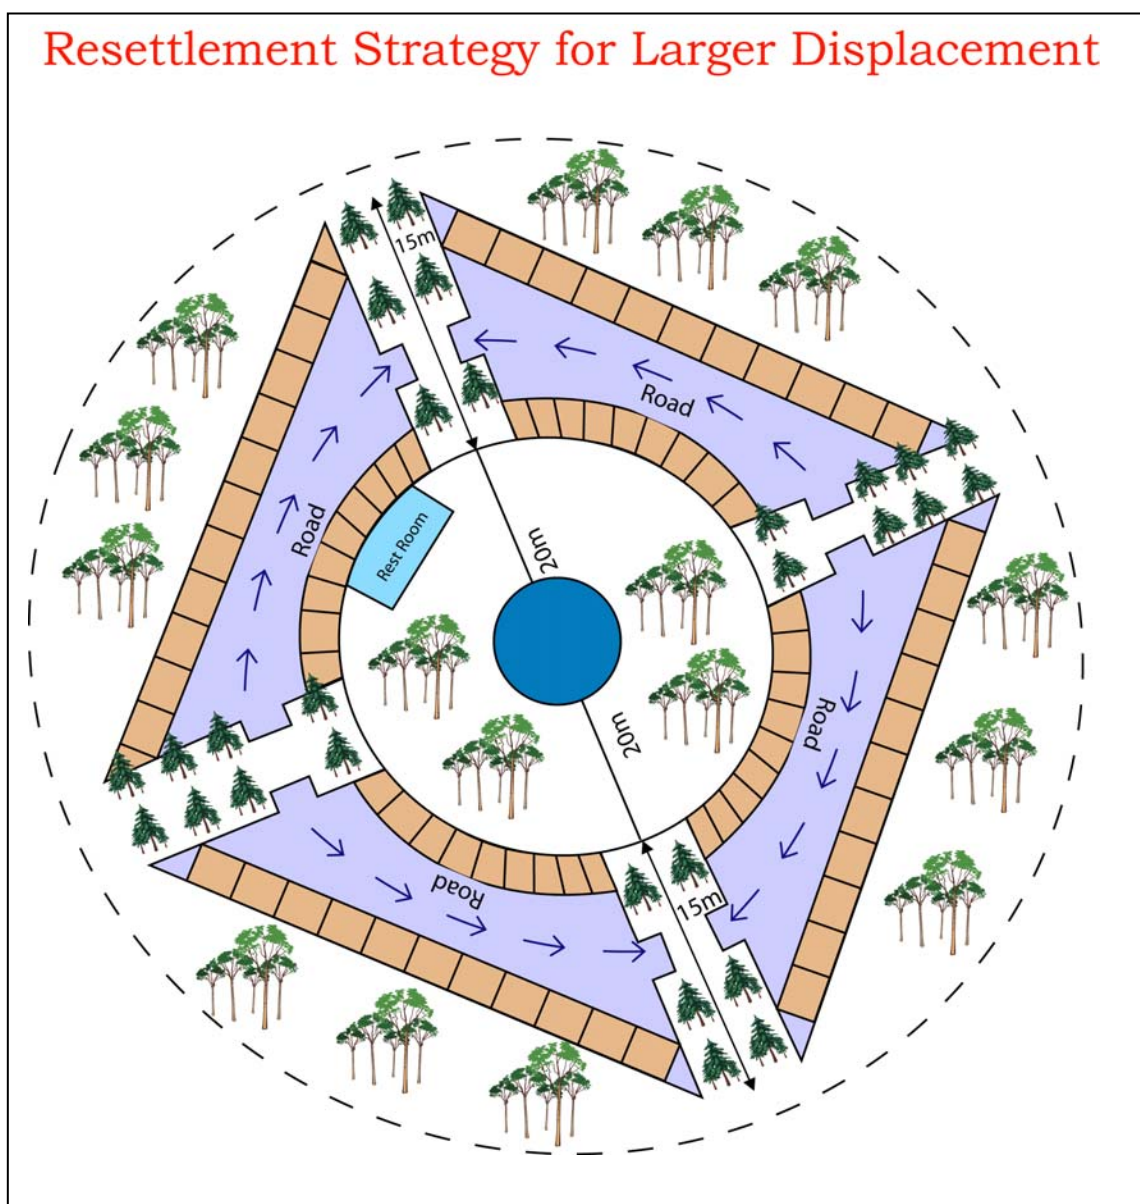 Resettlement Strategy for Larger Displacement
15m
Road
Road
Rest Room
20m
20m
Road
Road
15m